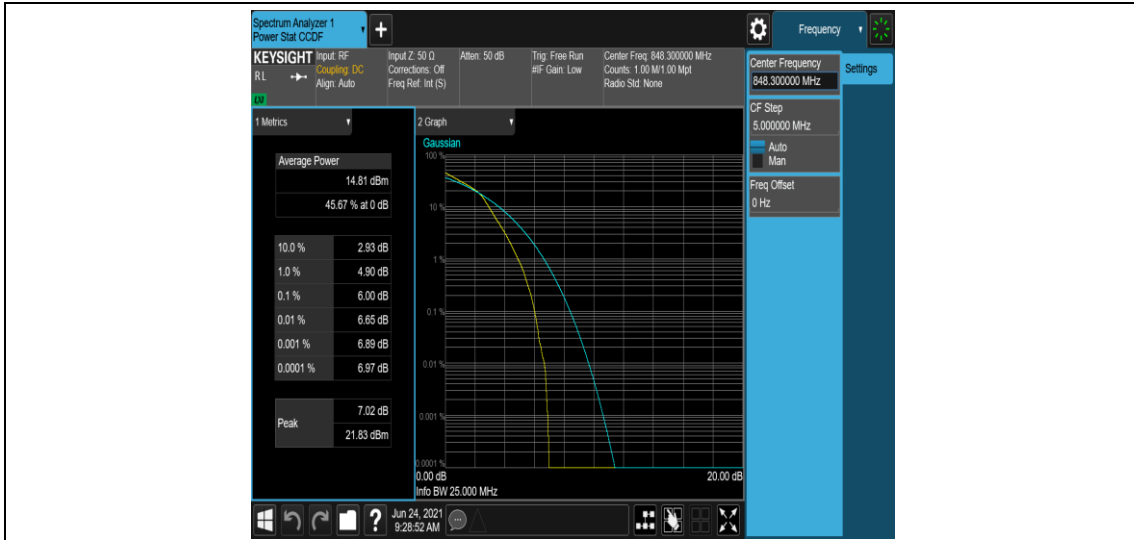 Spectrum Analyzer 1
Power Stat CCDF
+
Frequency
KEYSIGHT
RL
LXI
Input: RF
Coupling: DC
Align: Auto
Input Z: 50 Ω
Corrections: Off
Freq Ref: Int (S)
Atten: 50 dB
Trig: Free Run
#IF Gain: Low
Center Freq: 848.300000 MHz
Counts: 1.00 M/1.00 Mpt
Radio Std: None
Center Frequency
848.300000 MHz
Settings
CF Step
5.000000 MHz
Auto
Man
Freq Offset
0 Hz
1 Metrics
Average Power
14.81 dBm
45.67 % at 0 dB
10.0 % 2.93 dB
1.0 % 4.90 dB
0.1 % 6.00 dB
0.01 % 6.65 dB
0.001 % 6.89 dB
0.0001 % 6.97 dB
Peak
7.02 dB
21.83 dBm
2 Graph
Gaussian
100 %
10 %
1 %
0.1 %
0.01 %
0.001 %
0.0001 %
0.00 dB 20.00 dB
Info BW 25.000 MHz
?
Jun 24, 2021
9:28:52 AM